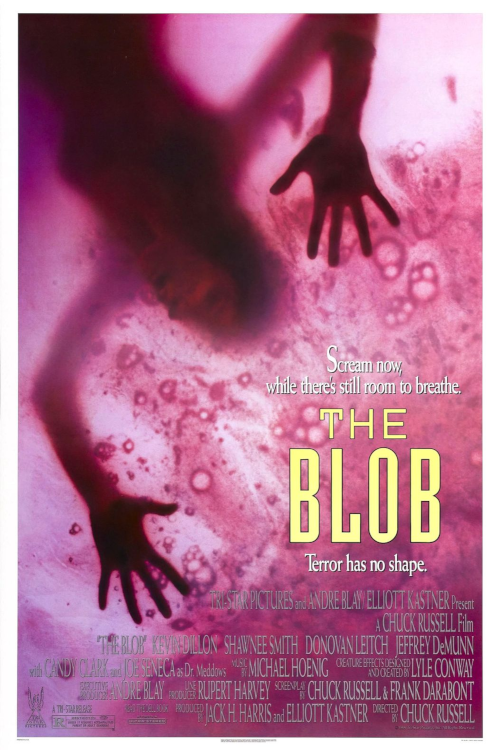 Scream now,
while there's still room to breathe.
THE
BLOB
Terror has no shape.
TRI-STAR PICTURES and ANDRE BLAY ELLIOTT KASTNER Present
A CHUCK RUSSELL Film
"THE BLOB" KEVIN DILLON SHAWNEE SMITH DONOVAN LEITCH JEFFREY DeMUNN
with CANDY CLARK and JOE SENECA as Dr. Meddows MUSIC BY MICHAEL HOENIG CREATURE EFFECTS DESIGNED AND CREATED BY LYLE CONWAY
EXECUTIVE PRODUCER ANDRE BLAY LINE PRODUCER RUPERT HARVEY SCREENPLAY BY CHUCK RUSSELL & FRANK DARABONT
A TRI-STAR RELEASE R PRODUCED BY JACK H. HARRIS and ELLIOTT KASTNER DIRECTED BY CHUCK RUSSELL